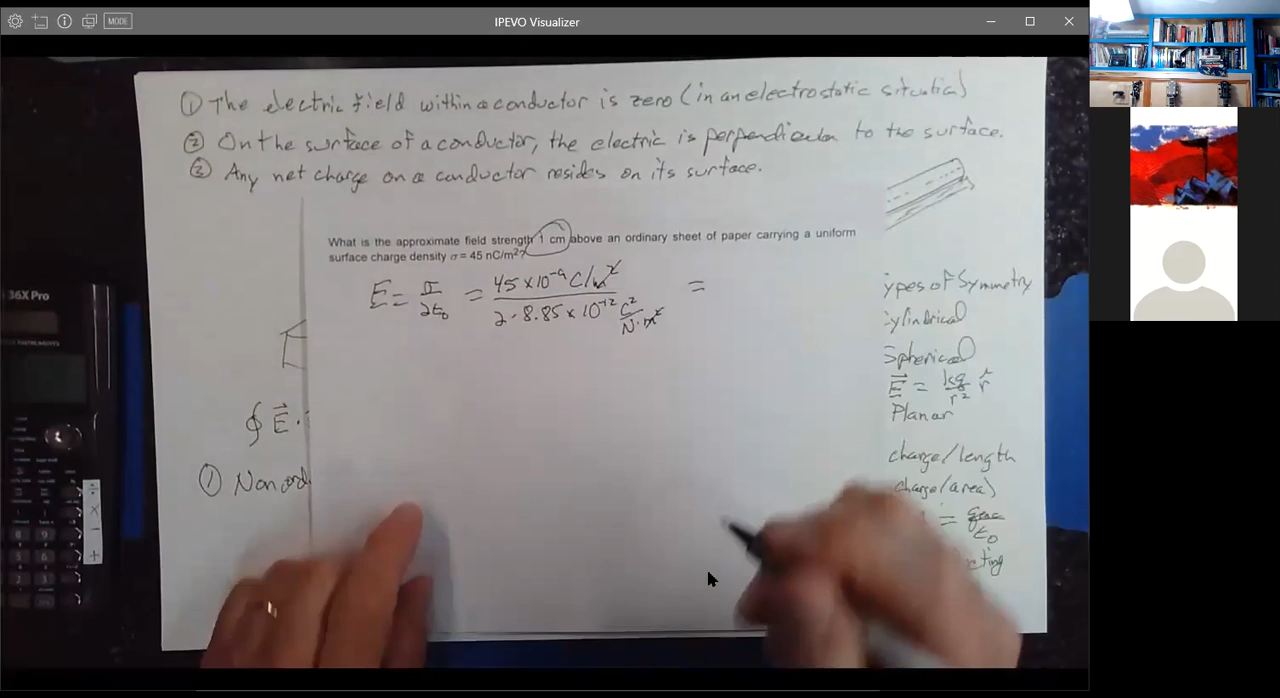 IPEVO Visualizer
MODE
① The electric field within a conductor is zero (in an electrostatic situation)
② On the surface of a conductor, the electric is perpendicular to the surface.
③ Any net charge on a conductor resides on its surface.
What is the approximate field strength 1 cm above an ordinary sheet of paper carrying a uniform
surface charge density σ = 45 nC/m²?
E = σ/2ε₀ = 45 × 10⁻⁹ C/m² / 2 · 8.85 × 10⁻¹² C²/N·m² =
36X Pro
ypes of Symmetry
ylindrical
Spherical
E⃗ = kq/r² r̂
Planar
charge/length
charge/area)
= qenc/ε₀
cting
∮ E⃗ ·
①